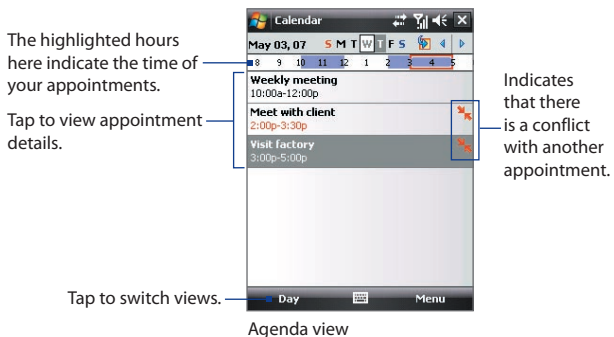 The highlighted hours
here indicate the time of
your appointments.
Tap to view appointment
details.
Calendar
May 03, 07 S M T W T F S
8 9 10 11 12 1 2 3 4 5
Weekly meeting
10:00a-12:00p
Meet with client
2:00p-3:30p
Visit factory
3:00p-5:00p
Indicates
that there
is a conflict
with another
appointment.
Tap to switch views.
Day Menu
Agenda view